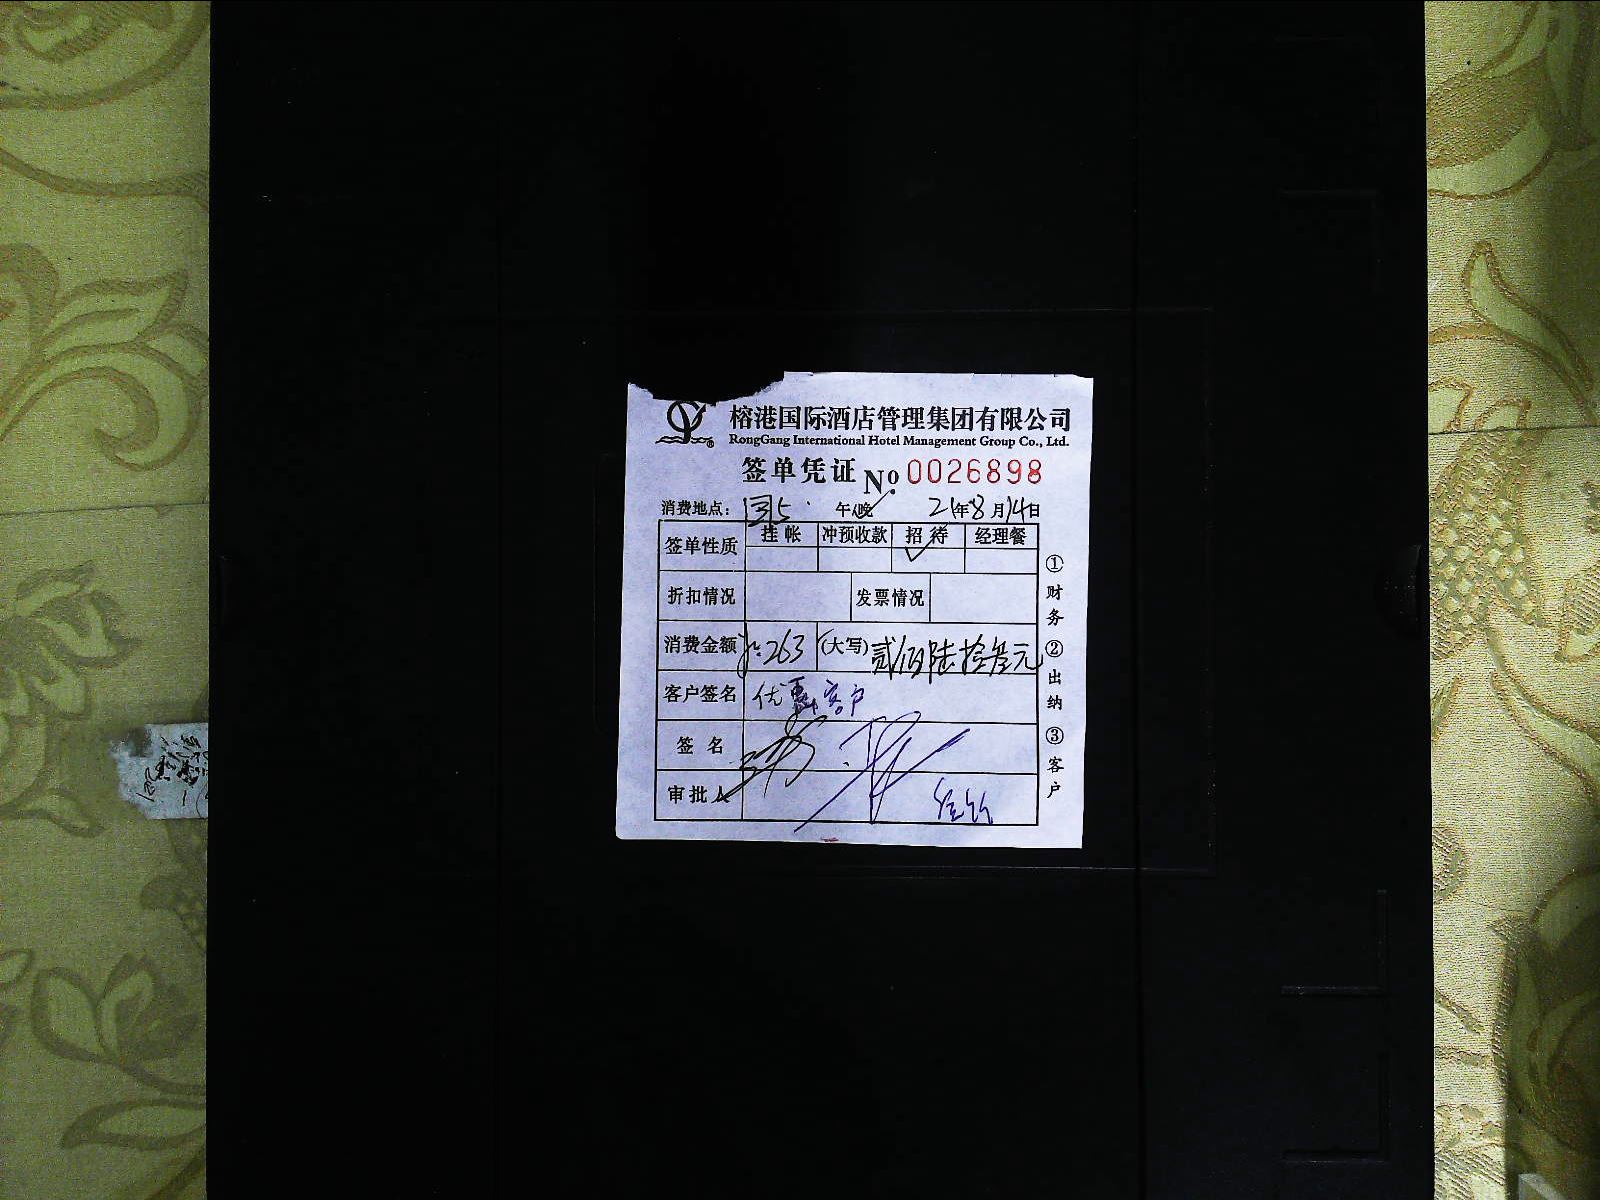 榕港国际酒店管理集团有限公司
RongGang International Hotel Management Group Co., Ltd.
签单凭证 No. 0026898
消费地点： 午/晚 21年8月14日
签单性质 挂帐 冲预收款 招待 经理餐
✓
折扣情况 发票情况
消费金额 ¥:263 (大写) 贰佰陆拾叁元
客户签名 优惠客户
签名
审批人
①财务 ②出纳 ③客户